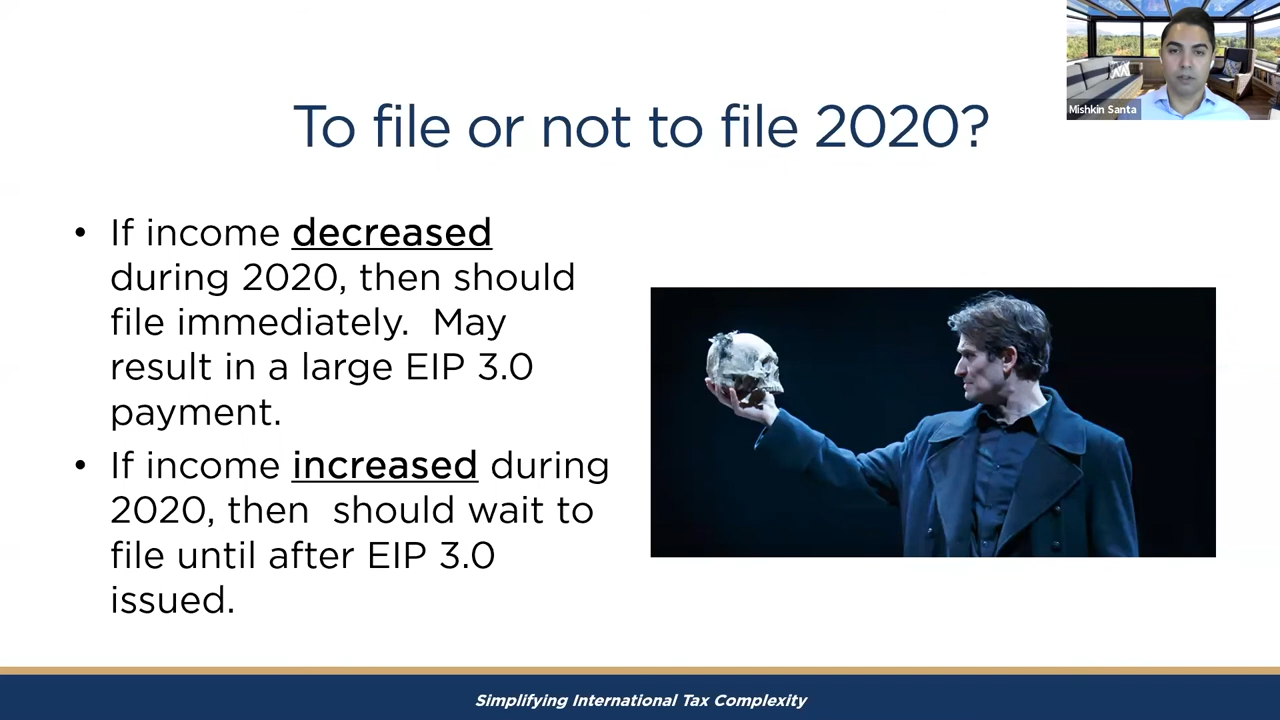 Mishkin Santa
To file or not to file 2020?
• If income decreased
during 2020, then should
file immediately.  May
result in a large EIP 3.0
payment.
• If income increased during
2020, then  should wait to
file until after EIP 3.0
issued.
Simplifying International Tax Complexity